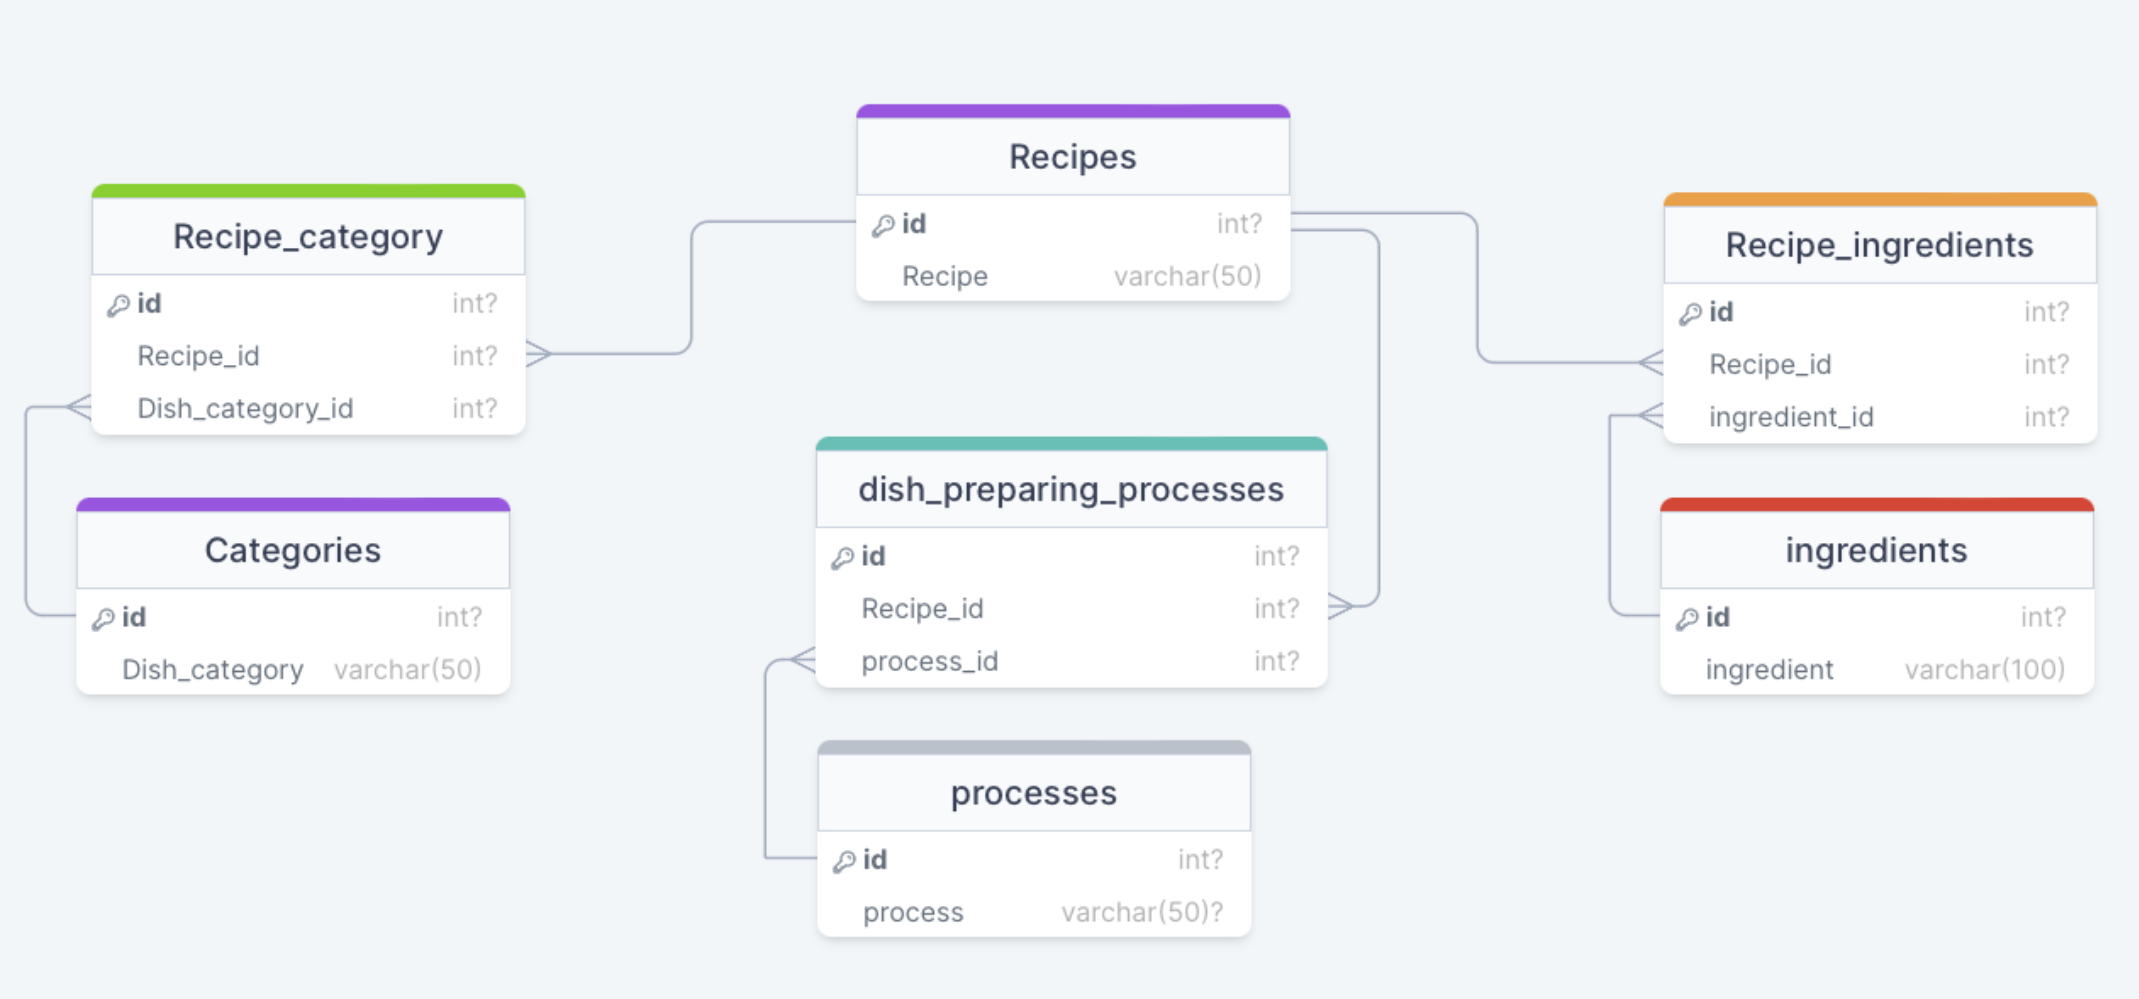 Recipes
id int?
Recipe varchar(50)
Recipe_category
id int?
Recipe_id int?
Dish_category_id int?
Recipe_ingredients
id int?
Recipe_id int?
ingredient_id int?
dish_preparing_processes
id int?
Recipe_id int?
process_id int?
Categories
id int?
Dish_category varchar(50)
ingredients
id int?
ingredient varchar(100)
processes
id int?
process varchar(50)?